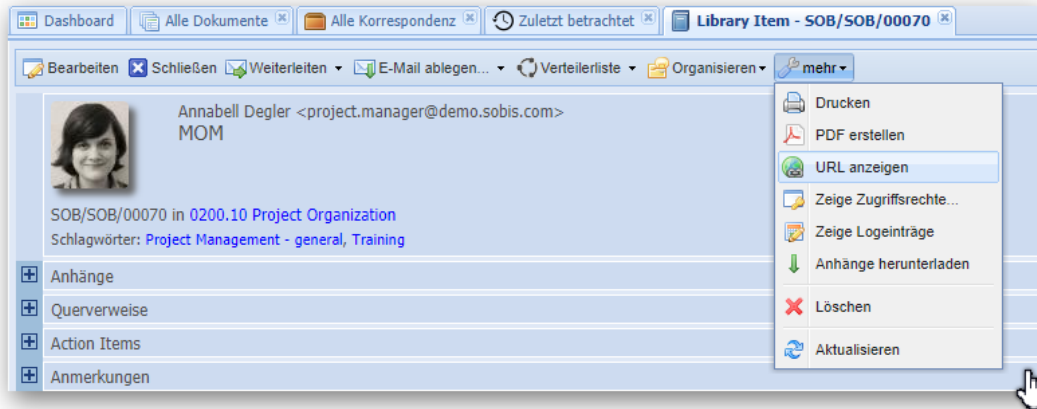 Dashboard Alle Dokumente Alle Korrespondenz Zuletzt betrachtet Library Item - SOB/SOB/00070
Bearbeiten Schließen Weiterleiten E-Mail ablegen... Verteilerliste Organisieren mehr
Annabell Degler <project.manager@demo.sobis.com>
MOM
SOB/SOB/00070 in 0200.10 Project Organization
Schlagwörter: Project Management - general, Training
Anhänge
Querverweise
Action Items
Anmerkungen
Drucken
PDF erstellen
URL anzeigen
Zeige Zugriffsrechte...
Zeige Logeinträge
Anhänge herunterladen
Löschen
Aktualisieren